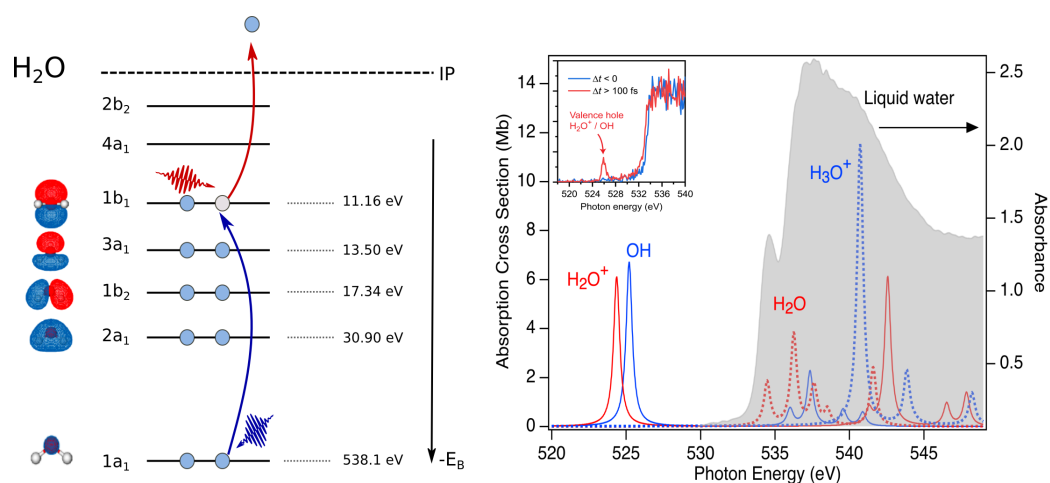 H₂O
IP
2b₂
4a₁
1b₁
11.16 eV
3a₁
13.50 eV
1b₂
17.34 eV
2a₁
30.90 eV
1a₁
538.1 eV
-E_B
Absorption Cross Section (Mb)
14
12
10
8
6
4
2
0
Δt < 0
Δt > 100 fs
Valence hole
H₂O⁺ / OH
520 524 528 532 536 540
Photon energy (eV)
Liquid water
H₃O⁺
OH
H₂O⁺
H₂O
2.5
2.0
1.5
1.0
0.5
Absorbance
520 525 530 535 540 545
Photon Energy (eV)